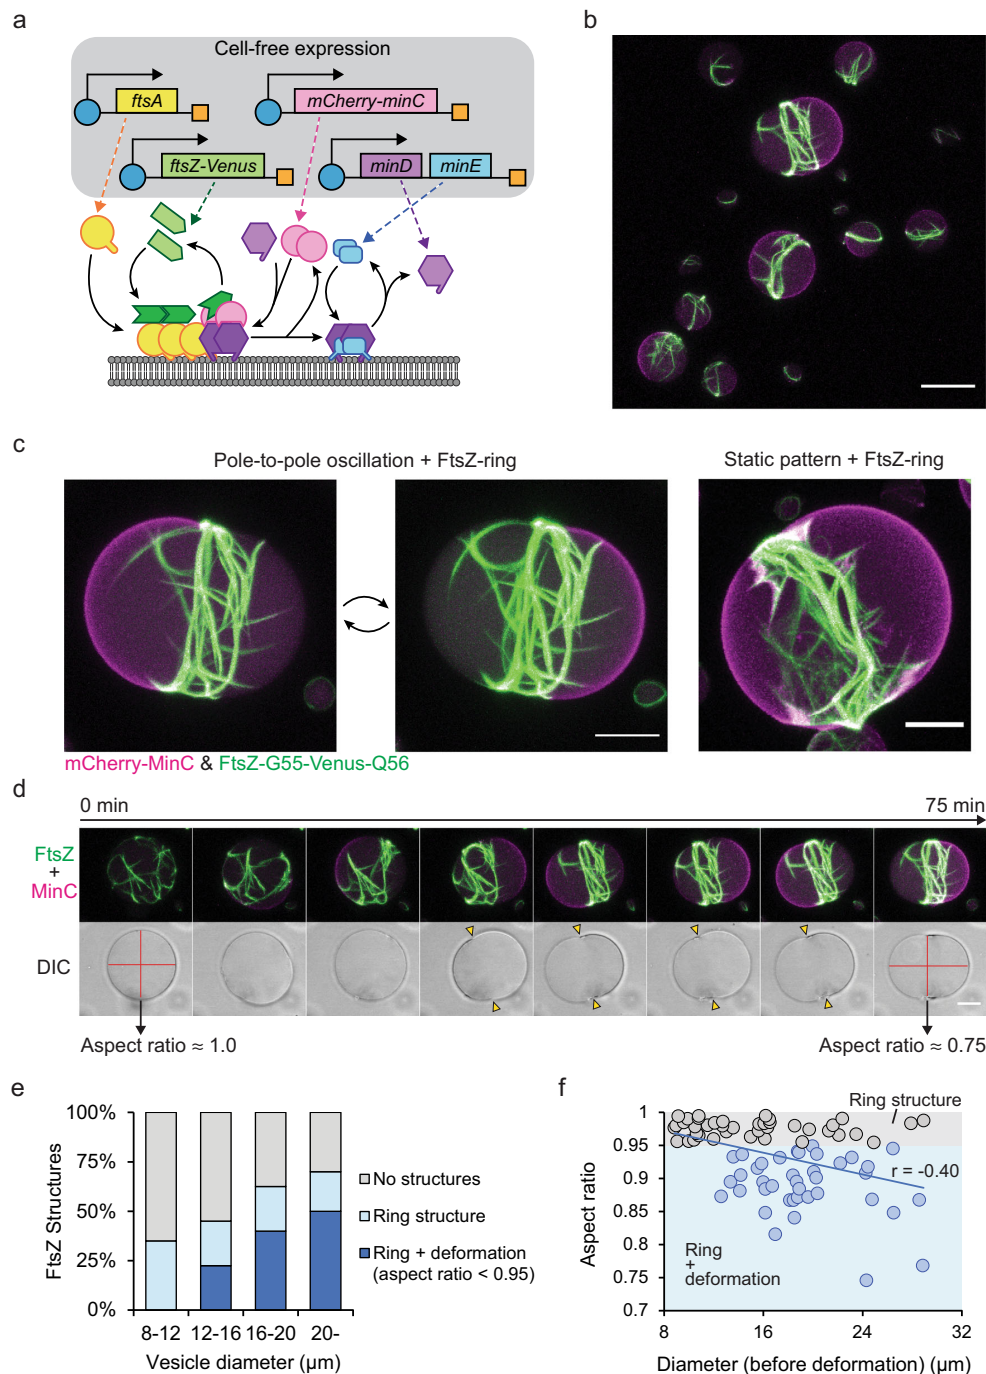 a
Cell-free expression
ftsA
mCherry-minC
ftsZ-Venus
minD
minE
b
c
Pole-to-pole oscillation + FtsZ-ring
Static pattern + FtsZ-ring
mCherry-MinC & FtsZ-G55-Venus-Q56
d
0 min
75 min
FtsZ
+
MinC
DIC
Aspect ratio ≈ 1.0
Aspect ratio ≈ 0.75
e
FtsZ Structures
100%
75%
50%
25%
0%
8-12
12-16
16-20
20-
Vesicle diameter (µm)
No structures
Ring structure
Ring + deformation
(aspect ratio < 0.95)
f
Aspect ratio
1
0.95
0.9
0.85
0.8
0.75
0.7
Ring structure
r = -0.40
Ring
+
deformation
8
16
24
32
Diameter (before deformation) (µm)